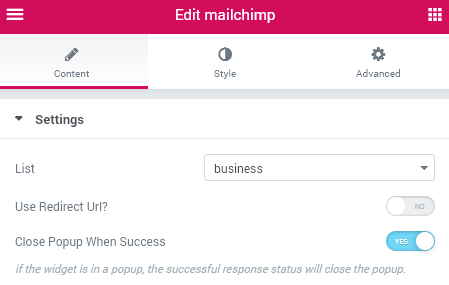 Edit mailchimp
Content Style Advanced
Settings
List business
Use Redirect Url? NO
Close Popup When Success YES
if the widget is in a popup, the successful response status will close the popup.